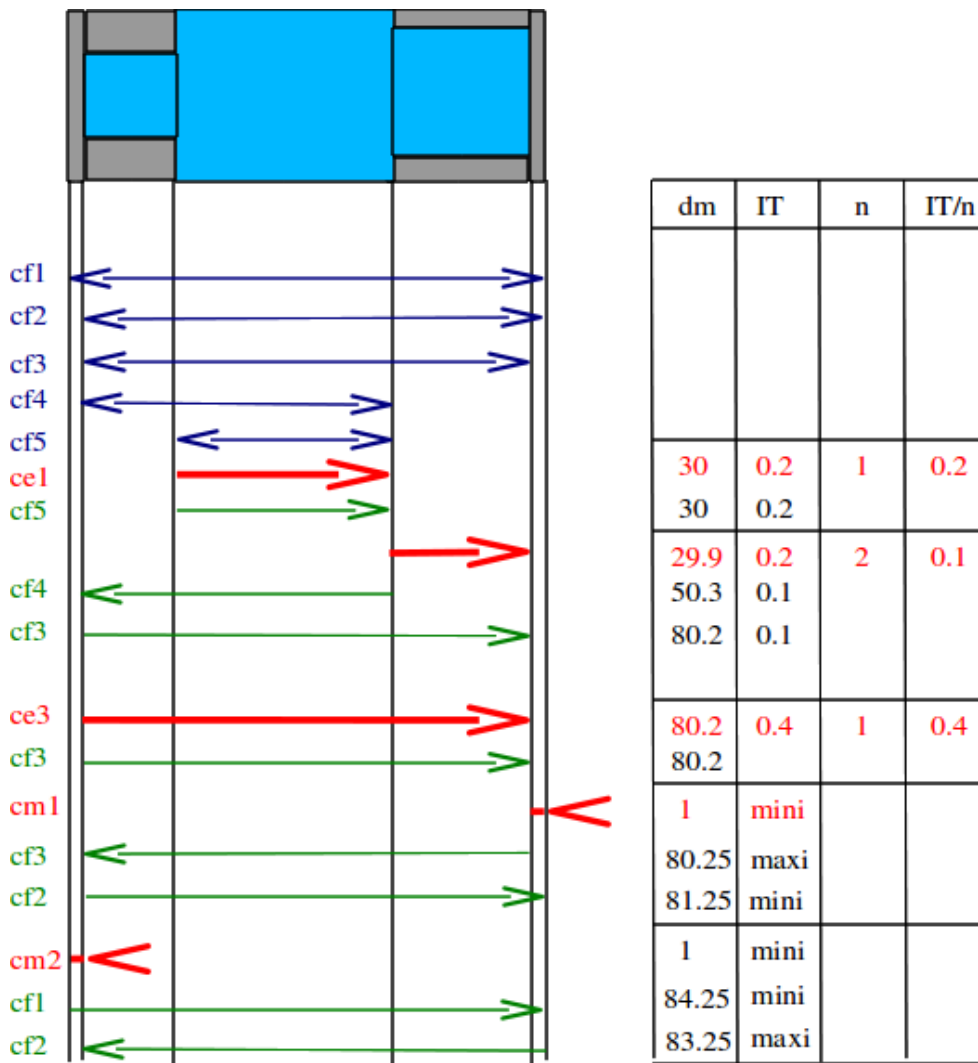 dm IT n IT/n
cf1
cf2
cf3
cf4
cf5
ce1 30 0.2 1 0.2
cf5 30 0.2
29.9 0.2 2 0.1
cf4 50.3 0.1
cf3 80.2 0.1
ce3 80.2 0.4 1 0.4
cf3 80.2
cm1 1 mini
cf3 80.25 maxi
cf2 81.25 mini
cm2 1 mini
cf1 84.25 mini
cf2 83.25 maxi